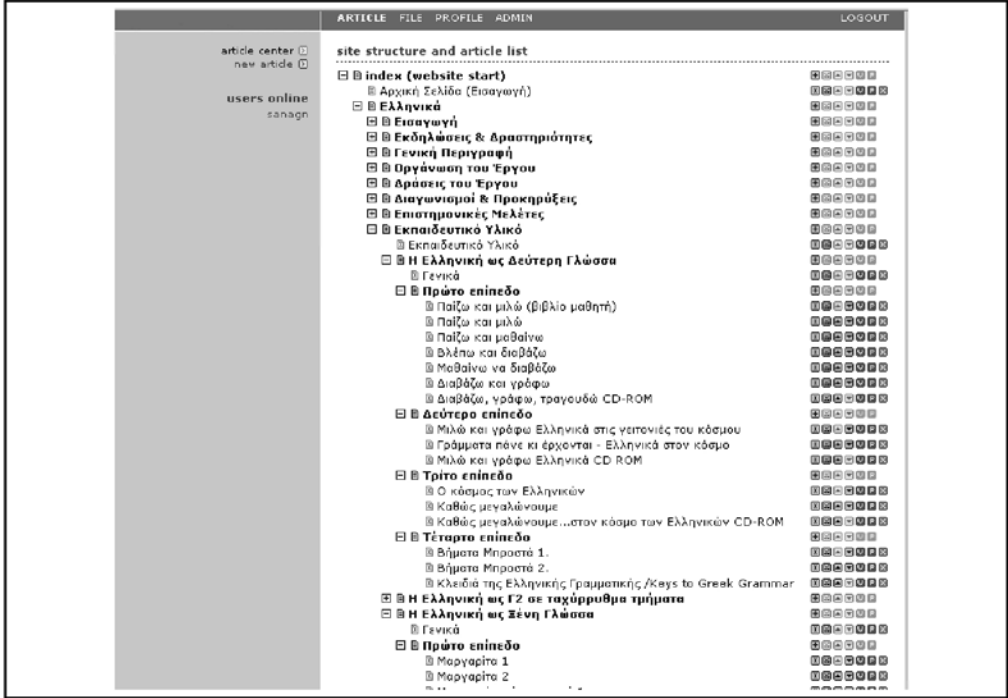 ARTICLE FILE PROFILE ADMIN LOGOUT
article center
new article
users online
sanagn
site structure and article list
index (website start)
Αρχική Σελίδα (Εισαγωγή)
Ελληνικά
Εισαγωγή
Εκδηλώσεις & Δραστηριότητες
Γενική Περιγραφή
Οργάνωση του Έργου
Δράσεις του Έργου
Διαγωνισμοί & Προκηρύξεις
Επιστημονικές Μελέτες
Εκπαιδευτικό Υλικό
Εκπαιδευτικό Υλικό
Η Ελληνική ως Δεύτερη Γλώσσα
Γενικά
Πρώτο επίπεδο
Παίζω και μιλώ (βιβλίο μαθητή)
Παίζω και μιλώ
Παίζω και μαθαίνω
Βλέπω και διαβάζω
Μαθαίνω να διαβάζω
Διαβάζω και γράφω
Διαβάζω, γράφω, τραγουδώ CD-ROM
Δεύτερο επίπεδο
Μιλώ και γράφω Ελληνικά στις γειτονιές του κόσμου
Γράμματα πάνε κι έρχονται - Ελληνικά στον κόσμο
Μιλώ και γράφω Ελληνικά CD ROM
Τρίτο επίπεδο
Ο κόσμος των Ελληνικών
Καθώς μεγαλώνουμε
Καθώς μεγαλώνουμε...στον κόσμο των Ελληνικών CD-ROM
Τέταρτο επίπεδο
Βήματα Μπροστά 1.
Βήματα Μπροστά 2.
Κλειδιά της Ελληνικής Γραμματικής /Keys to Greek Grammar
Η Ελληνική ως Γ2 σε ταχύρρυθμα τμήματα
Η Ελληνική ως Ξένη Γλώσσα
Γενικά
Πρώτο επίπεδο
Μαργαρίτα 1
Μαργαρίτα 2